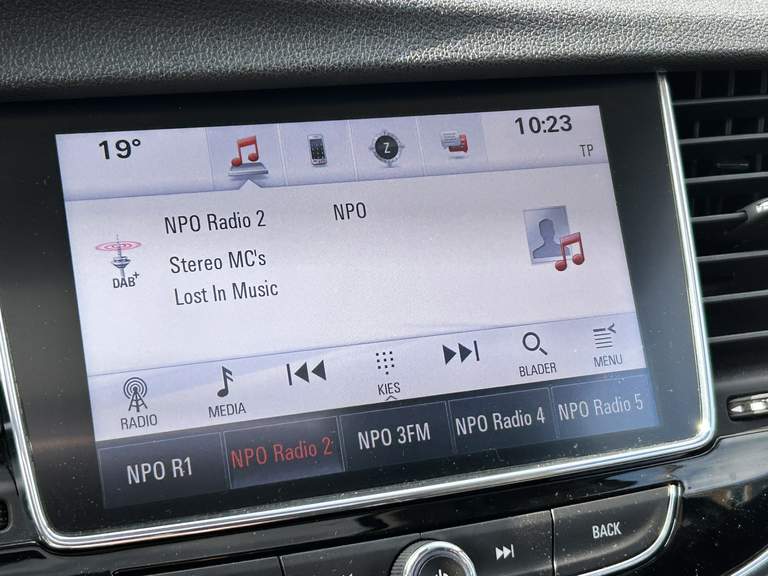 19°
10:23
TP
Z
NPO Radio 2 NPO
DAB+
Stereo MC's
Lost In Music
RADIO
MEDIA
KIES
BLADER
MENU
NPO R1
NPO Radio 2
NPO 3FM
NPO Radio 4
NPO Radio 5
BACK